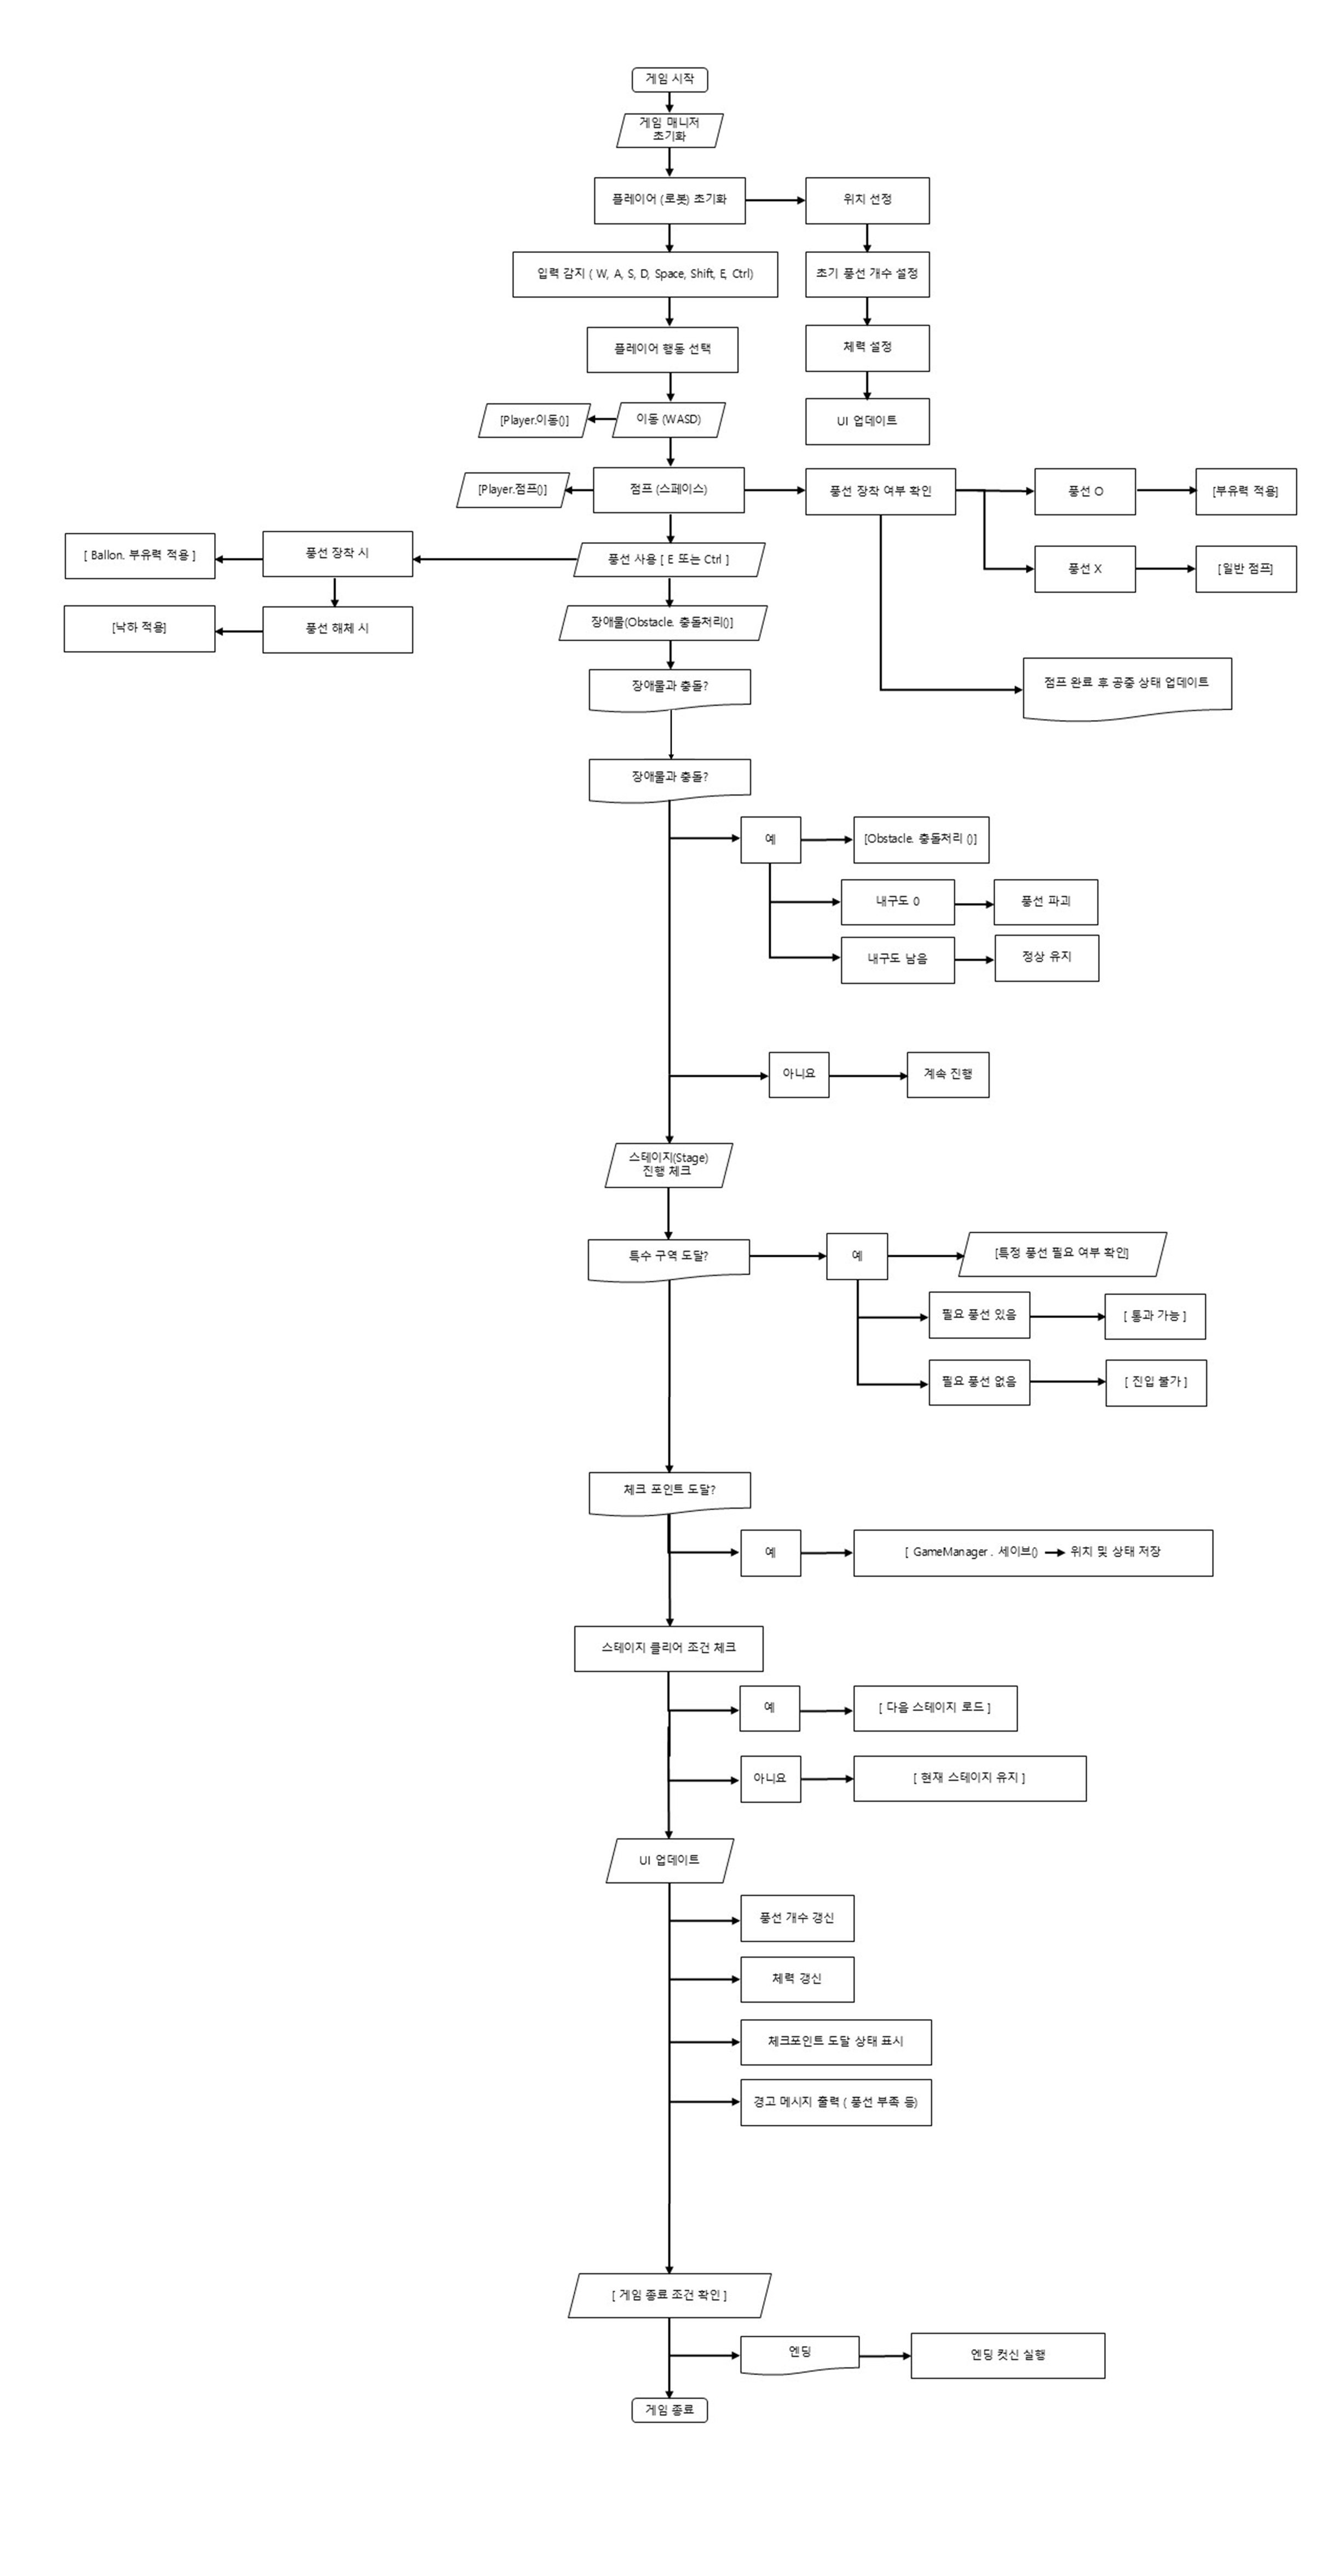 게임 시작
게임 매니저
초기화
플레이어 (로봇) 초기화
위치 선정
입력 감지 ( W, A, S, D, Space, Shift, E, Ctrl)
초기 풍선 개수 설정
플레이어 행동 선택
체력 설정
[Player.이동()]
이동 (WASD)
UI 업데이트
[Player.점프()]
점프 (스페이스)
풍선 장착 여부 확인
풍선 O
[부유력 적용]
[ Ballon. 부유력 적용 ]
풍선 장착 시
풍선 사용 [ E 또는 Ctrl ]
풍선 X
[일반 점프]
[낙하 적용]
풍선 해체 시
장애물(Obstacle. 충돌처리()]
장애물과 충돌?
점프 완료 후 공중 상태 업데이트
장애물과 충돌?
예
[Obstacle. 충돌처리 ()]
내구도 0
풍선 파괴
내구도 남음
정상 유지
아니요
계속 진행
스테이지(Stage)
진행 체크
특수 구역 도달?
예
[특정 풍선 필요 여부 확인]
필요 풍선 있음
[ 통과 가능 ]
필요 풍선 없음
[ 진입 불가 ]
체크 포인트 도달?
예
[ GameManager . 세이브() → 위치 및 상태 저장
스테이지 클리어 조건 체크
예
[ 다음 스테이지 로드 ]
아니요
[ 현재 스테이지 유지 ]
UI 업데이트
풍선 개수 갱신
체력 갱신
체크포인트 도달 상태 표시
경고 메시지 출력 ( 풍선 부족 등)
[ 게임 종료 조건 확인 ]
엔딩
엔딩 컷신 실행
게임 종료